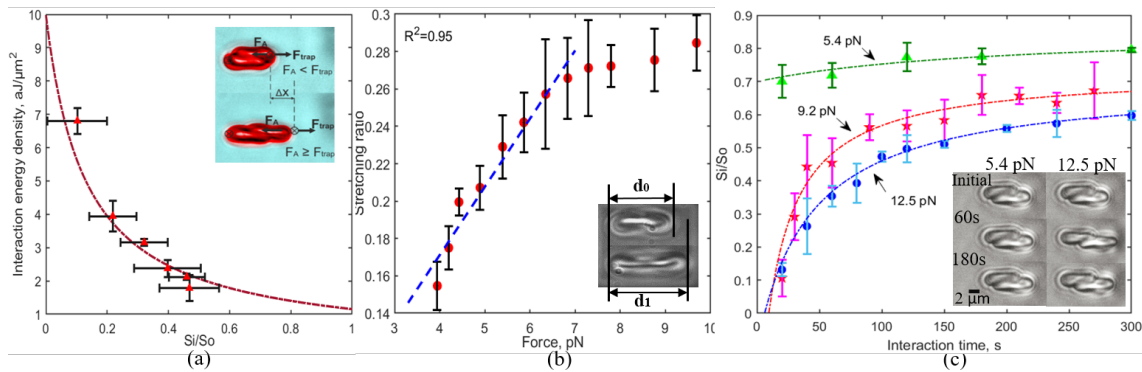 Interaction energy density, aJ/μm²
10
9
8
7
6
5
4
3
2
1
0
0.2
0.4
0.6
0.8
1
Si/So
(a)
F_A
F_trap
F_A < F_trap
ΔX
F_A
F_trap
F_A ≥ F_trap
Stretching ratio
0.3
0.28
0.26
0.24
0.22
0.20
0.18
0.16
0.14
3
4
5
6
7
8
9
10
Force, pN
(b)
R²=0.95
d₀
d₁
Si/So
0.9
0.8
0.7
0.6
0.5
0.4
0.3
0.2
0.1
0
0
50
100
150
200
250
300
Interaction time, s
(c)
5.4 pN
9.2 pN
12.5 pN
5.4 pN 12.5 pN
Initial
60s
180s
2 μm